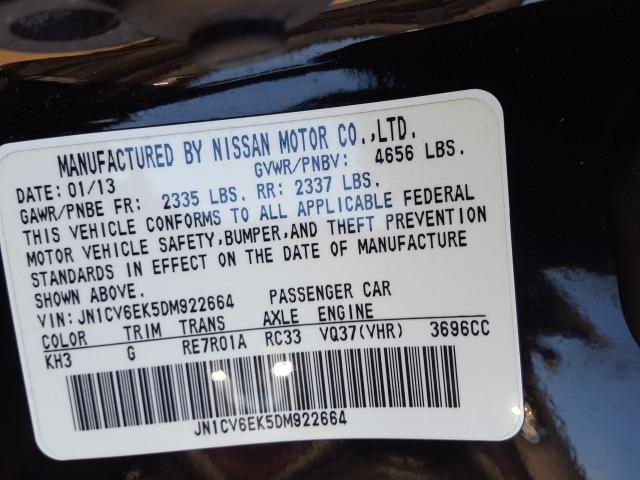 MANUFACTURED BY NISSAN MOTOR CO.,LTD.
DATE: 01/13 GVWR/PNBV: 4656 LBS.
GAWR/PNBE FR: 2335 LBS. RR: 2337 LBS.
THIS VEHICLE CONFORMS TO ALL APPLICABLE FEDERAL
MOTOR VEHICLE SAFETY,BUMPER,AND THEFT PREVENTION
STANDARDS IN EFFECT ON THE DATE OF MANUFACTURE
SHOWN ABOVE.
VIN: JN1CV6EK5DM922664 PASSENGER CAR
COLOR TRIM TRANS AXLE ENGINE
KH3 G RE7R01A RC33 VQ37(VHR) 3696CC
JN1CV6EK5DM922664